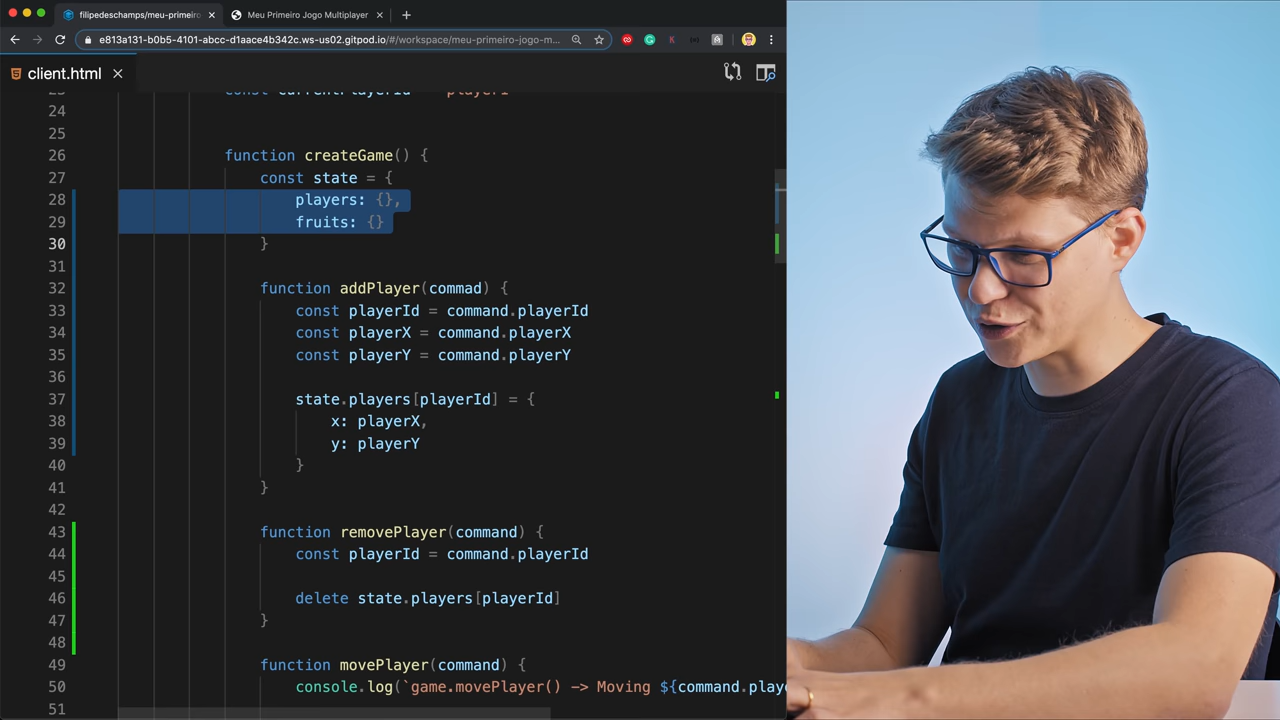 filipedeschamps/meu-primeiro
Meu Primeiro Jogo Multiplayer
e813a131-b0b5-4101-abcc-d1aace4b342c.ws-us02.gitpod.io/#/workspace/meu-primeiro-jogo-m...
client.html
23 const currentPlayerId = 'player1'
24
25
26 function createGame() {
27 const state = {
28 players: {},
29 fruits: {}
30 }
31
32 function addPlayer(commad) {
33 const playerId = command.playerId
34 const playerX = command.playerX
35 const playerY = command.playerY
36
37 state.players[playerId] = {
38 x: playerX,
39 y: playerY
40 }
41 }
42
43 function removePlayer(command) {
44 const playerId = command.playerId
45
46 delete state.players[playerId]
47 }
48
49 function movePlayer(command) {
50 console.log(`game.movePlayer() -> Moving ${command.playe
51